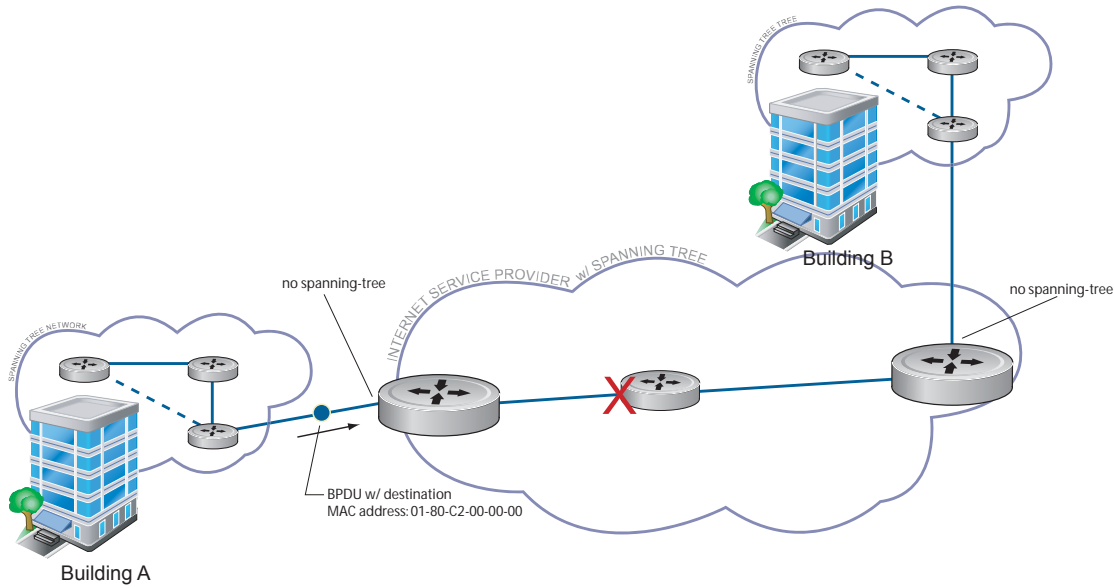 SPANNING TREE TREE
Building B
INTERNET SERVICE PROVIDER w/ SPANNING TREE
no spanning-tree
no spanning-tree
SPANNING TREE NETWORK
BPDU w/ destination
MAC address: 01-80-C2-00-00-00
Building A